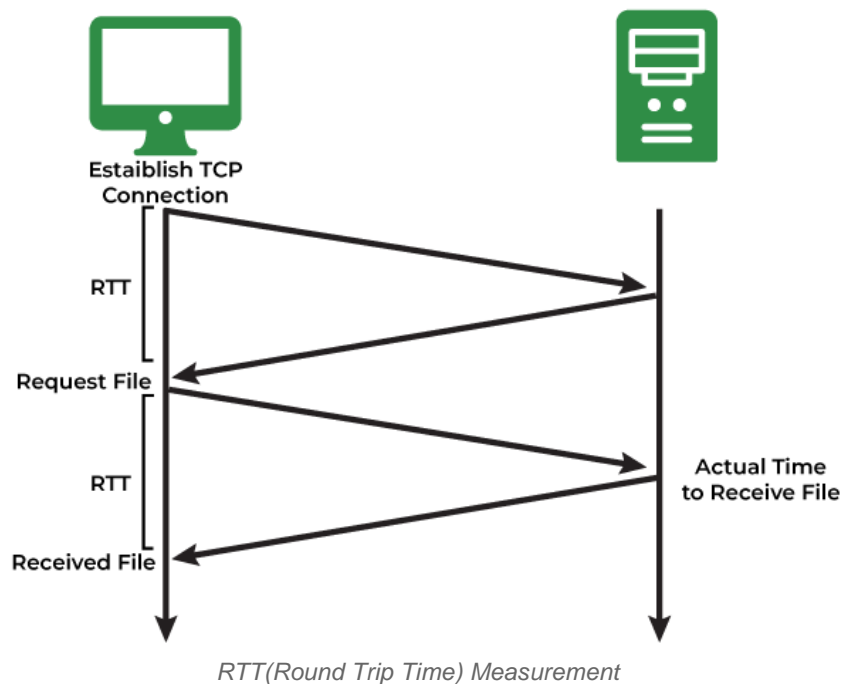 Estaiblish TCP
Connection
RTT
Request File
RTT
Actual Time
to Receive File
Received File
RTT(Round Trip Time) Measurement